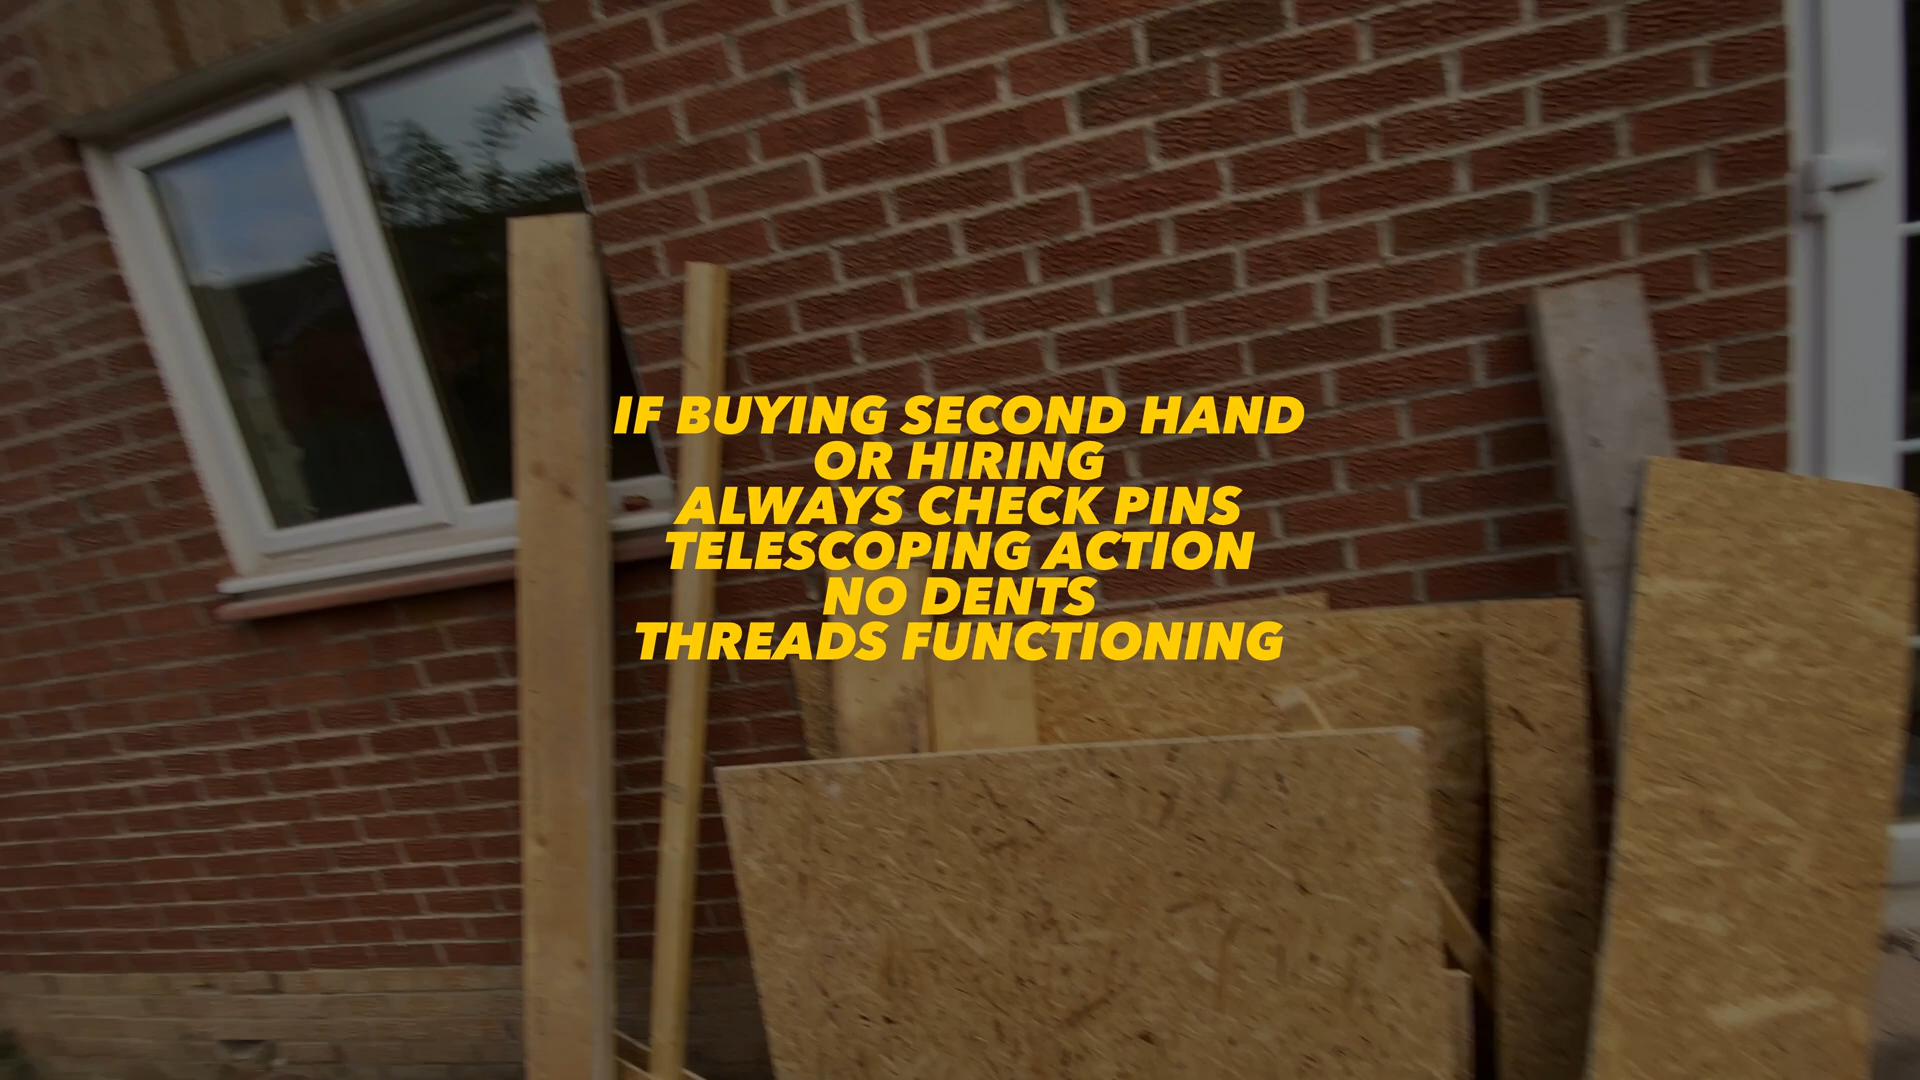 IF BUYING SECOND HAND
OR HIRING
ALWAYS CHECK PINS
TELESCOPING ACTION
NO DENTS
THREADS FUNCTIONING